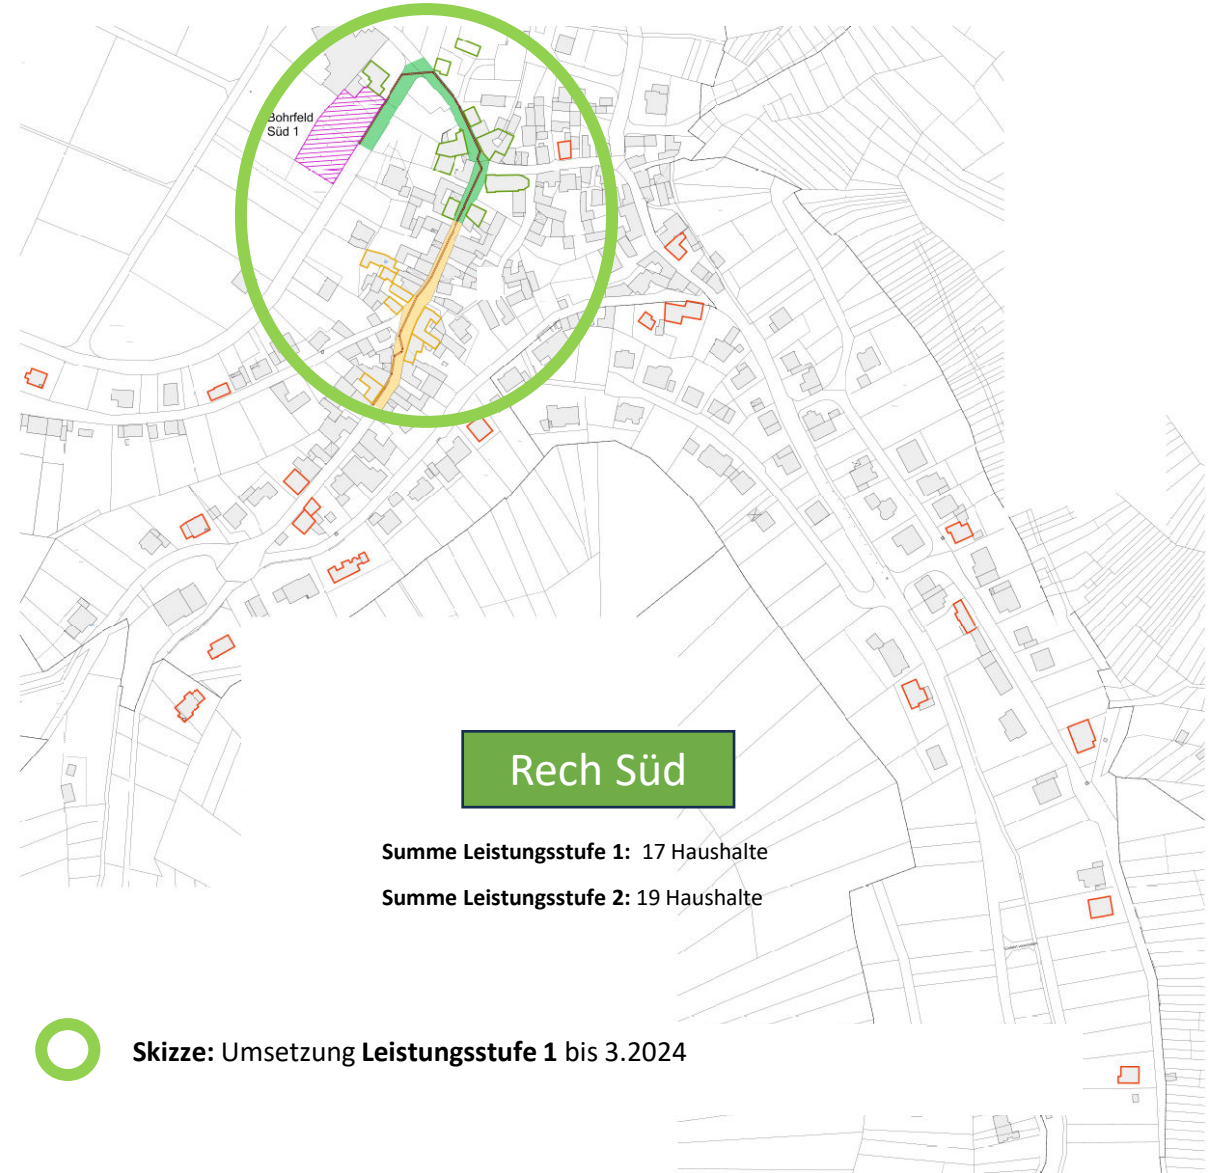 Bohrfeld
Süd 1
Rech Süd
Summe Leistungsstufe 1: 17 Haushalte
Summe Leistungsstufe 2: 19 Haushalte
Skizze: Umsetzung Leistungsstufe 1 bis 3.2024